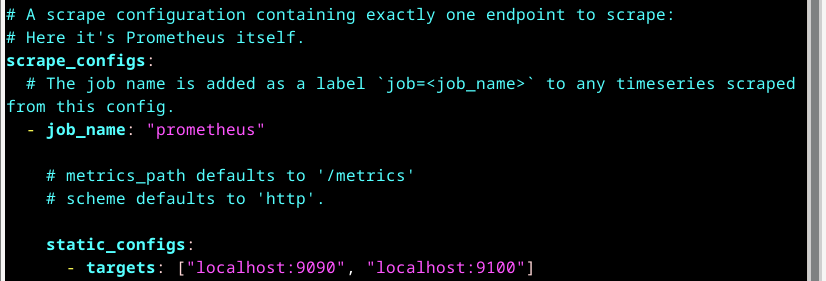 # A scrape configuration containing exactly one endpoint to scrape:
# Here it's Prometheus itself.
scrape_configs:
  # The job name is added as a label `job=<job_name>` to any timeseries scraped
from this config.
  - job_name: "prometheus"

    # metrics_path defaults to '/metrics'
    # scheme defaults to 'http'.

    static_configs:
      - targets: ["localhost:9090", "localhost:9100"]